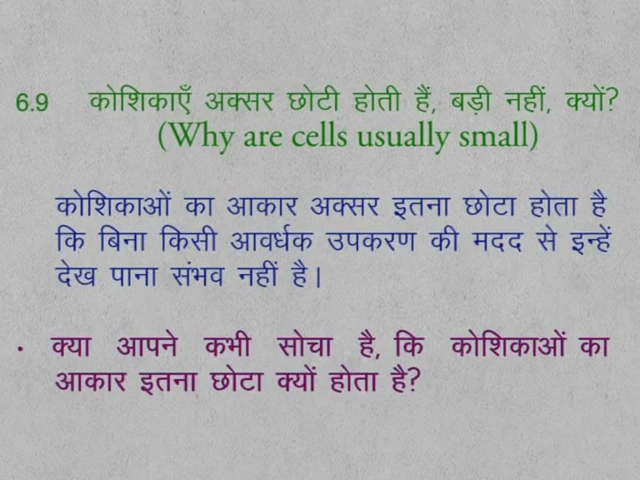 6.9 कोशिकाएँ अक्सर छोटी होती हैं, बड़ी नहीं, क्यों?
(Why are cells usually small)
कोशिकाओं का आकार अक्सर इतना छोटा होता है
कि बिना किसी आवर्धक उपकरण की मदद से इन्हें
देख पाना संभव नहीं है।
• क्या आपने कभी सोचा है, कि कोशिकाओं का
आकार इतना छोटा क्यों होता है?